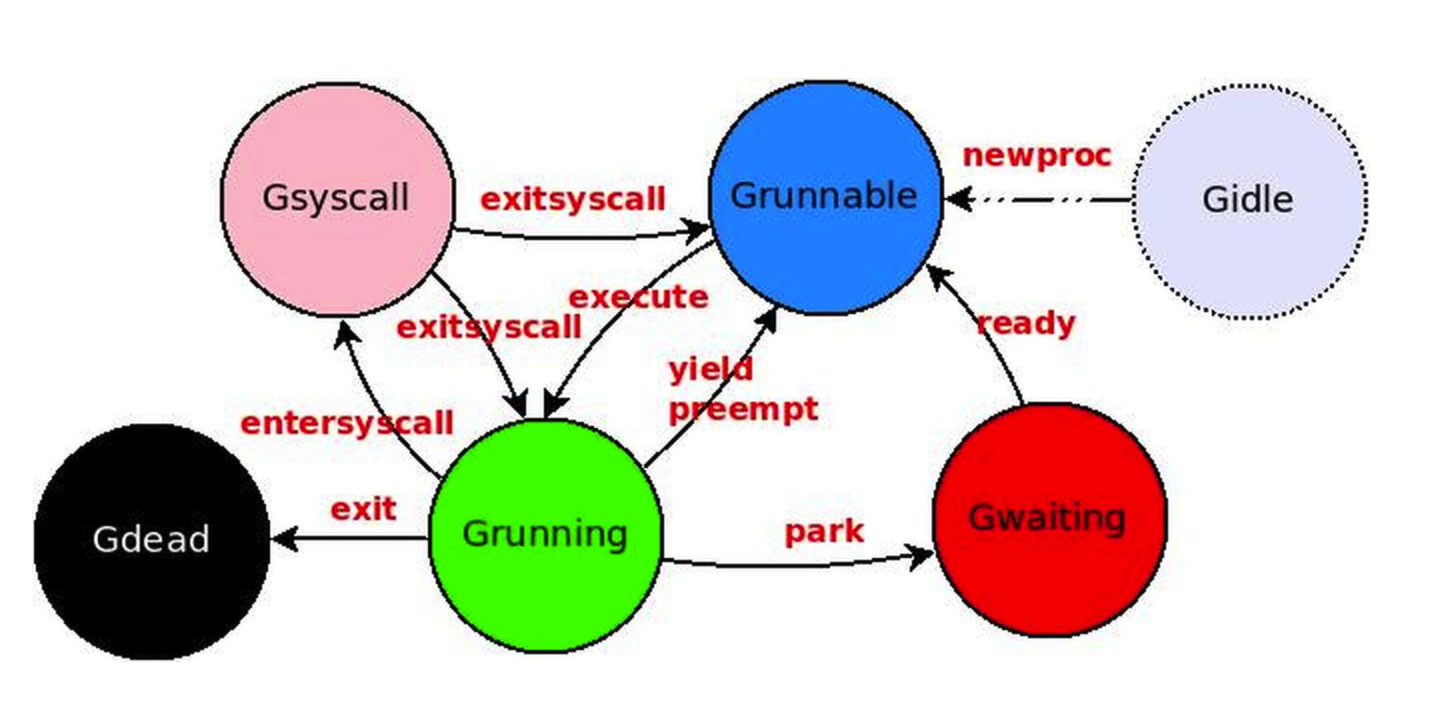 newproc
Gsyscall
exitsyscall
Grunnable
Gidle
execute
exitsyscall
ready
yield
preempt
entersyscall
exit
Gdead
Grunning
park
Gwaiting